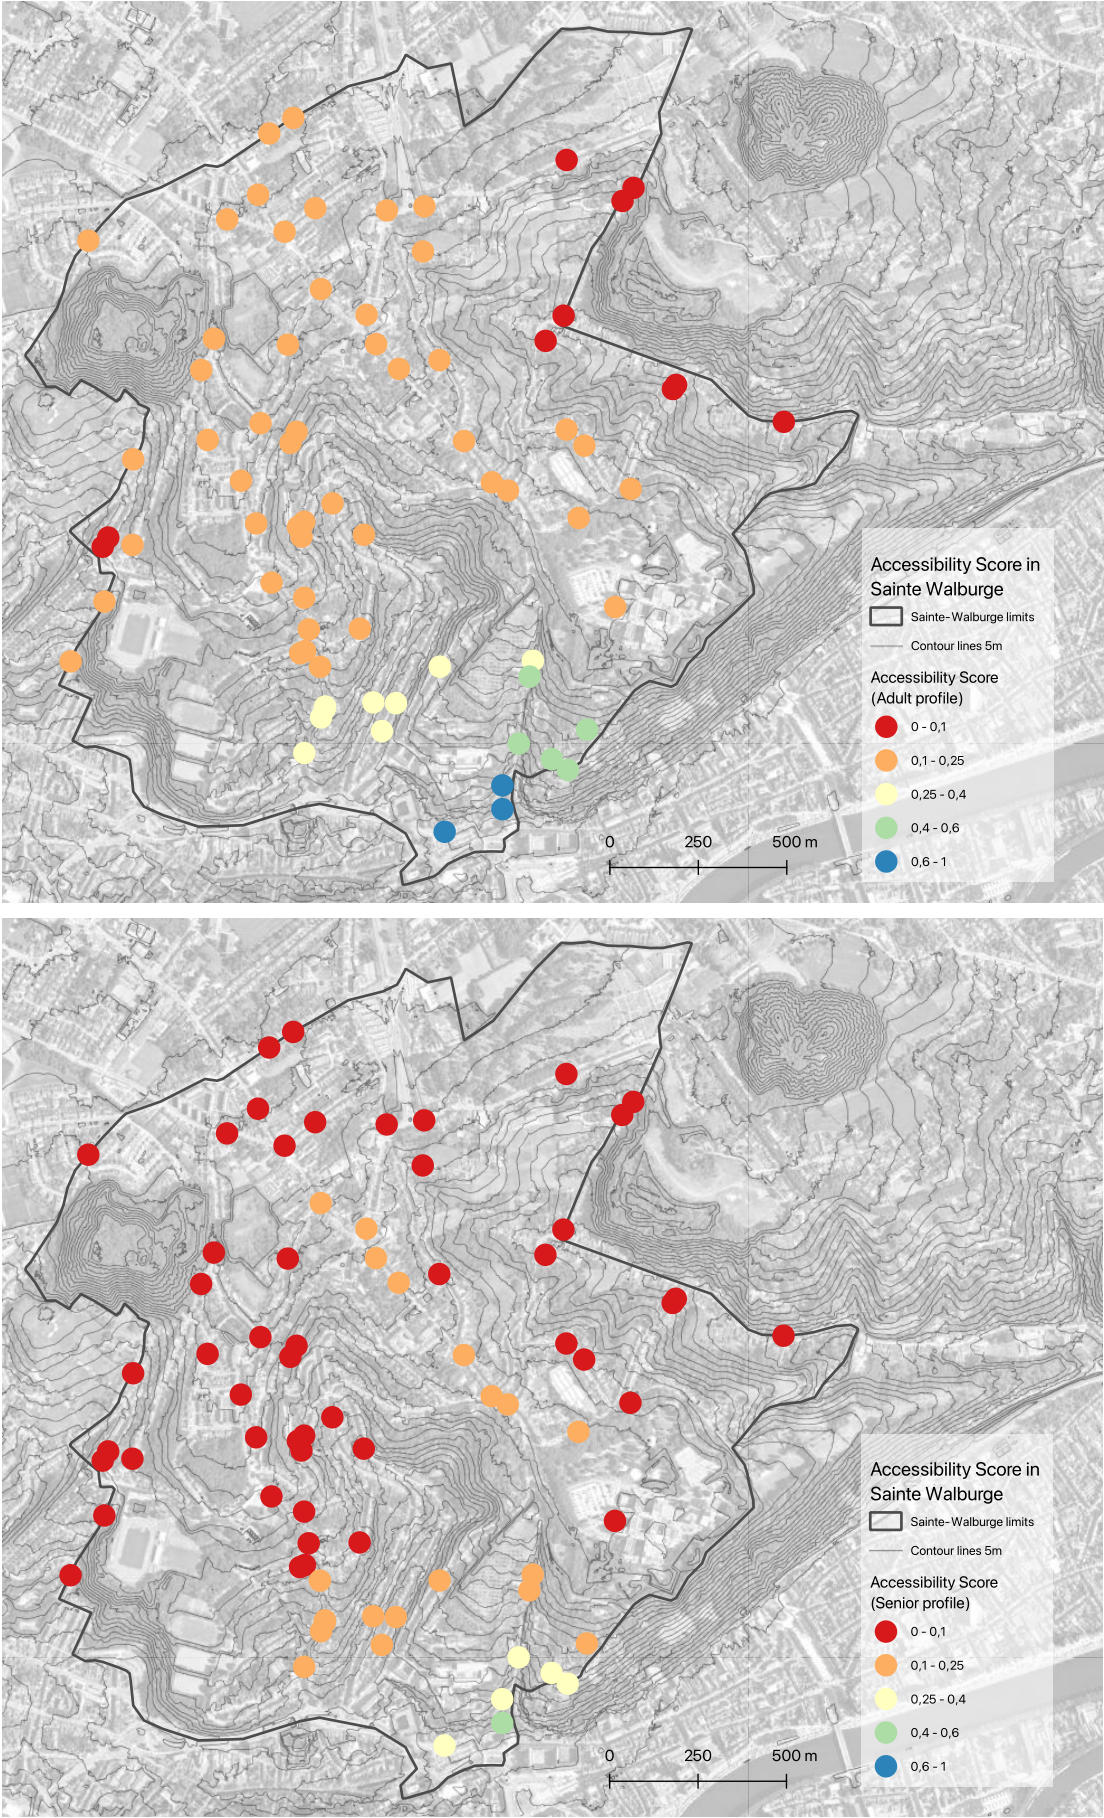 Accessibility Score in
Sainte Walburge
Sainte-Walburge limits
Contour lines 5m
Accessibility Score
(Adult profile)
0 - 0,1
0,1 - 0,25
0,25 - 0,4
0,4 - 0,6
0,6 - 1
0 250 500 m
Accessibility Score in
Sainte Walburge
Sainte-Walburge limits
Contour lines 5m
Accessibility Score
(Senior profile)
0 - 0,1
0,1 - 0,25
0,25 - 0,4
0,4 - 0,6
0,6 - 1
0 250 500 m